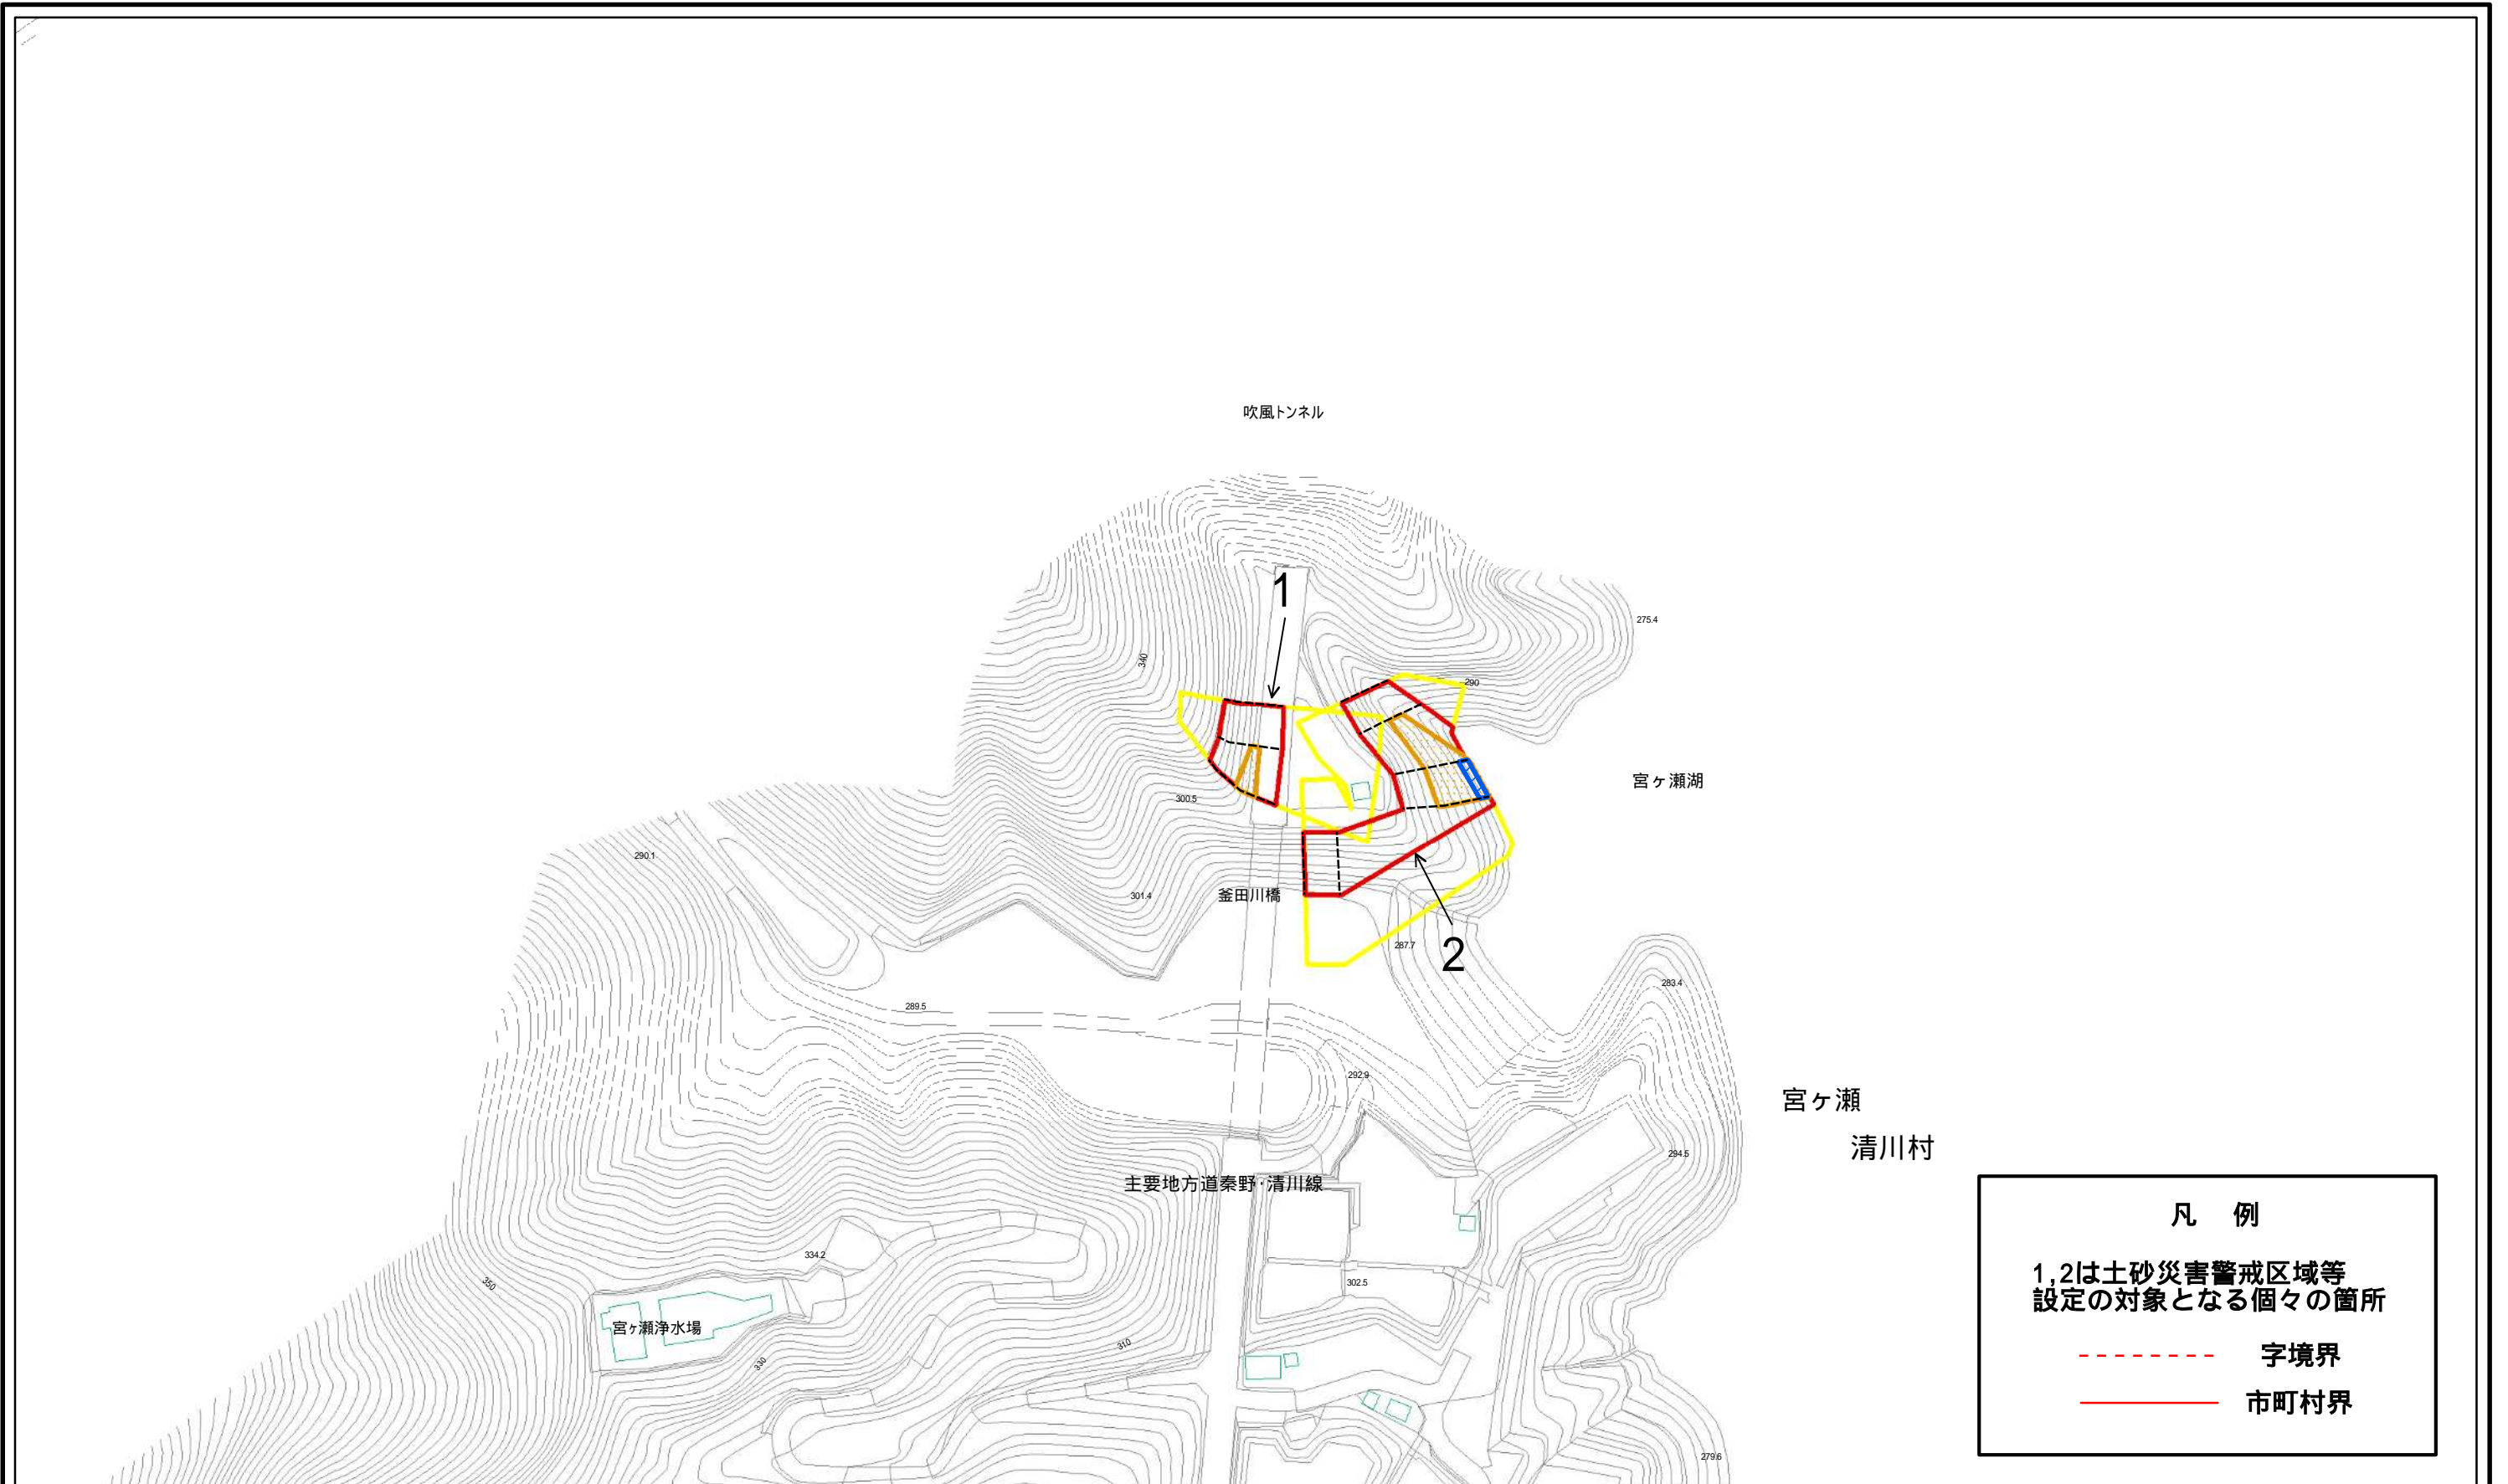 吹風トンネル
1
275.4
340
290
宮ヶ瀬湖
300.5
290.1
301.4
釜田川橋
287.7
2
283.4
289.5
292.9
宮ヶ瀬
清川村
294.5
主要地方道秦野・清川線
334.2
350
302.5
宮ヶ瀬浄水場
330
310
279.6
凡 例
1,2は土砂災害警戒区域等
設定の対象となる個々の箇所
字境界
市町村界